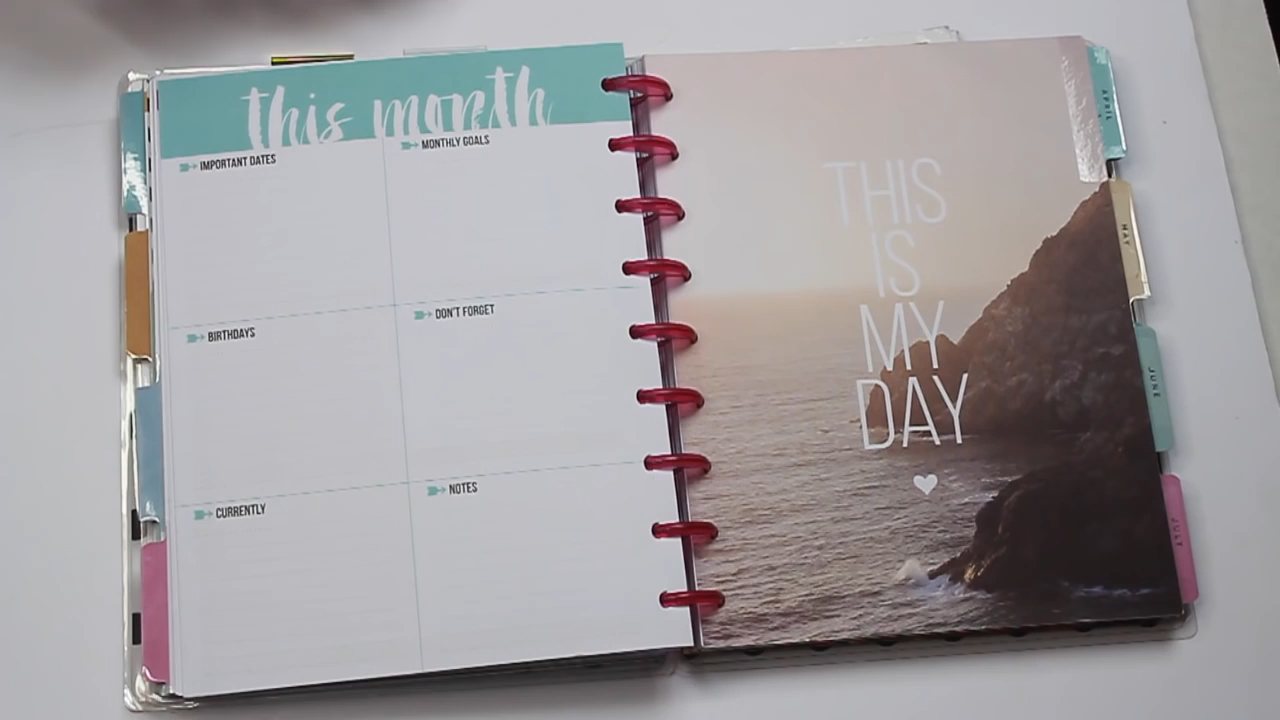 this month
IMPORTANT DATES
MONTHLY GOALS
BIRTHDAYS
DON'T FORGET
CURRENTLY
NOTES
THIS
IS
MY
DAY
APRIL
MAY
JUNE
JULY